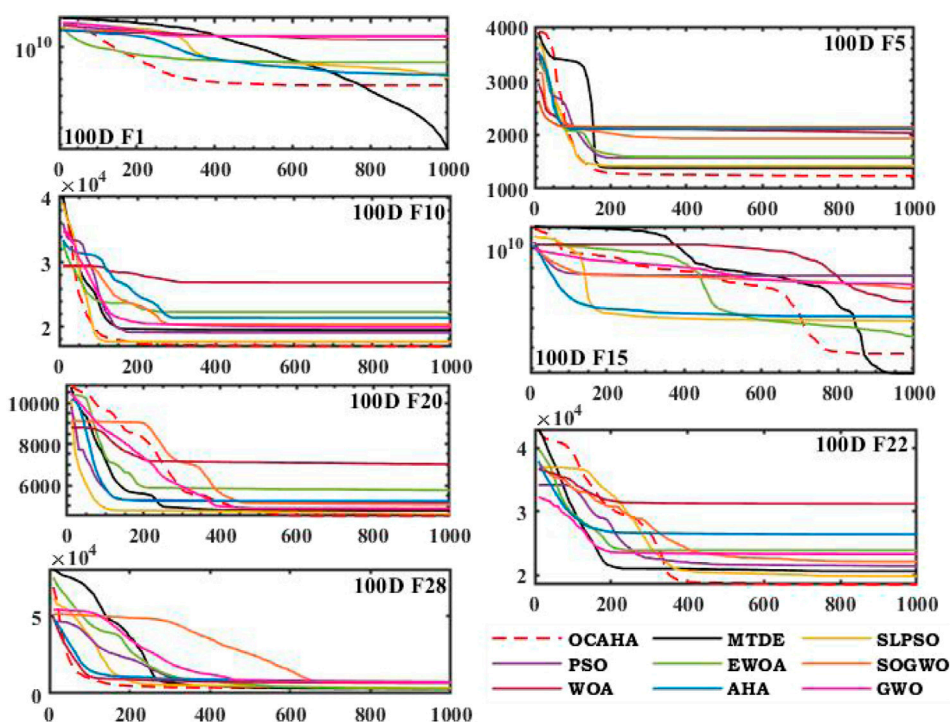 10^10
100D F1
0 200 400 600 800 1000
4000
3000
2000
1000
100D F5
0 200 400 600 800 1000
×10^4
4
3
2
100D F10
0 200 400 600 800 1000
10^10
100D F15
0 200 400 600 800 1000
10000
8000
6000
100D F20
0 200 400 600 800 1000
×10^4
4
3
2
100D F22
0 200 400 600 800 1000
×10^4
5
0
100D F28
0 200 400 600 800 1000
OCAHA MTDE SLPSO
PSO EWOA SOGWO
WOA AHA GWO